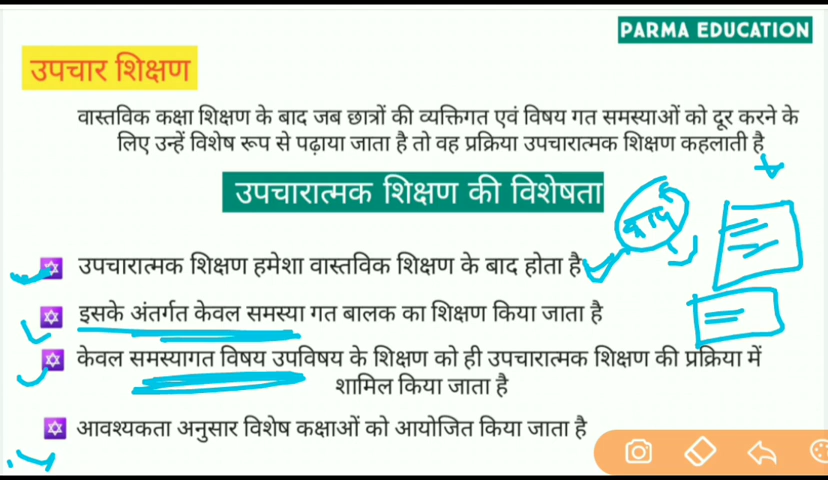 PARMA EDUCATION
उपचार शिक्षण
वास्तविक कक्षा शिक्षण के बाद जब छात्रों की व्यक्तिगत एवं विषय गत समस्याओं को दूर करने के
लिए उन्हें विशेष रूप से पढ़ाया जाता है तो वह प्रक्रिया उपचारात्मक शिक्षण कहलाती है
उपचारात्मक शिक्षण की विशेषता
उपचारात्मक शिक्षण हमेशा वास्तविक शिक्षण के बाद होता है
इसके अंतर्गत केवल समस्या गत बालक का शिक्षण किया जाता है
केवल समस्यागत विषय उपविषय के शिक्षण को ही उपचारात्मक शिक्षण की प्रक्रिया में
शामिल किया जाता है
आवश्यकता अनुसार विशेष कक्षाओं को आयोजित किया जाता है